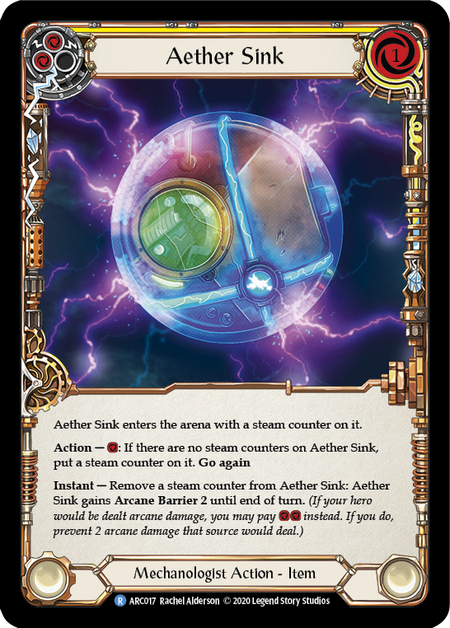 Aether Sink
1
Aether Sink enters the arena with a steam counter on it.
Action — : If there are no steam counters on Aether Sink,
put a steam counter on it. Go again
Instant — Remove a steam counter from Aether Sink: Aether
Sink gains Arcane Barrier 2 until end of turn. (If your hero
would be dealt arcane damage, you may pay instead. If you do,
prevent 2 arcane damage that source would deal.)
Mechanologist Action - Item
R ARC017 Rachel Alderson © 2020 Legend Story Studios